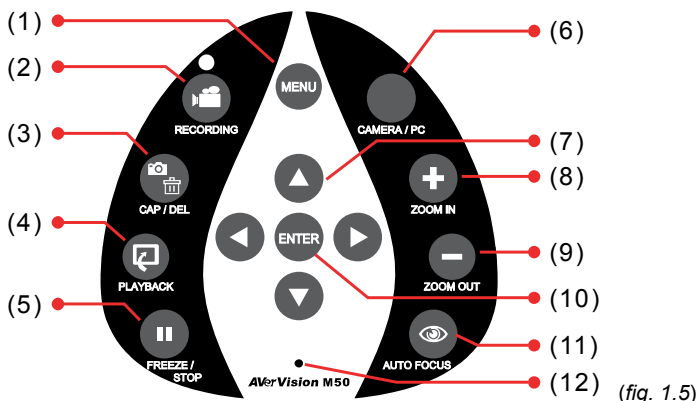 (1)
(2)
(3)
(4)
(5)
MENU
RECORDING
CAP / DEL
PLAYBACK
FREEZE /
STOP
ENTER
CAMERA / PC
ZOOM IN
ZOOM OUT
AUTO FOCUS
AVerVision M50
(6)
(7)
(8)
(9)
(10)
(11)
(12)
(fig. 1.5)